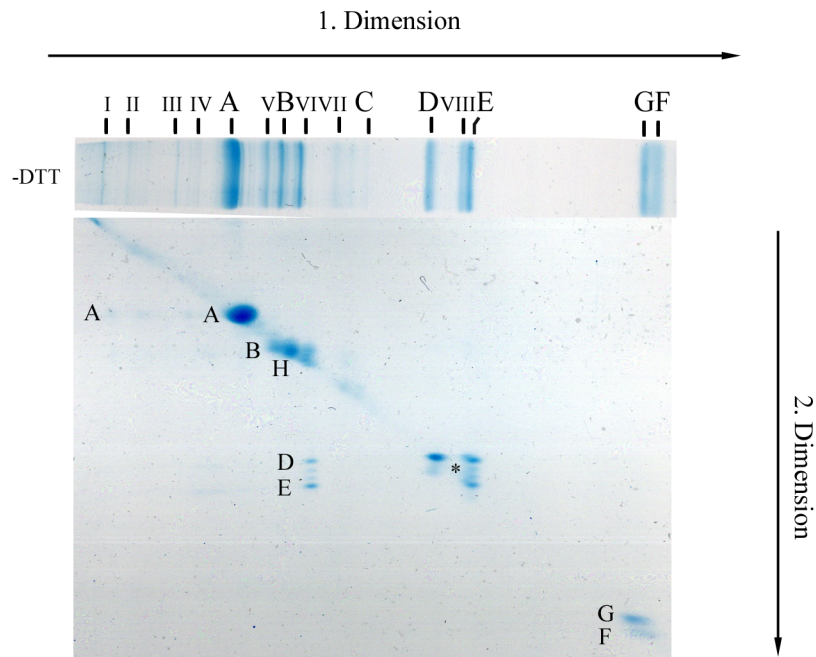 1. Dimension
I II III IV A V B VI VII C D VIII E G F
-DTT
A A
B
H
D
*
E
G
F
2. Dimension